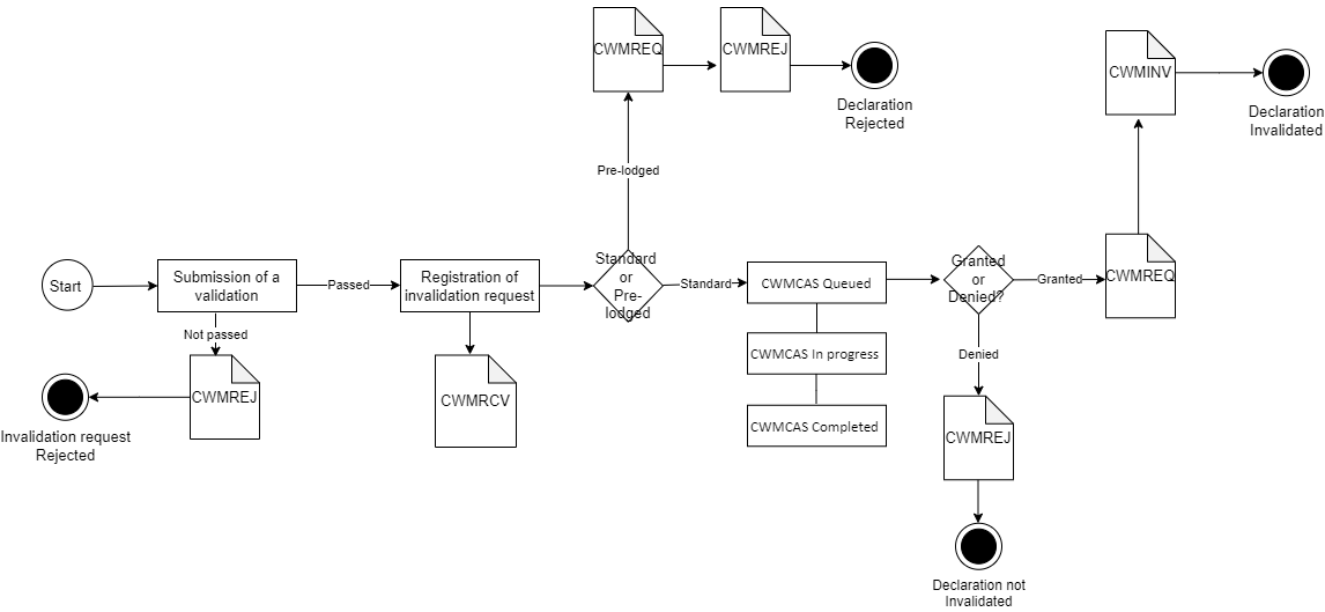 CWMREQ
CWMREJ
Declaration
Rejected
CWMINV
Declaration
Invalidated
Pre-lodged
Start
Submission of a
validation
Passed
Registration of
invalidation request
Standard
or
Pre-
lodged
Standard
CWMCAS Queued
Granted
or
Denied?
Granted
CWMREQ
Not passed
CWMCAS In progress
Denied
CWMREJ
Invalidation request
Rejected
CWMRCV
CWMCAS Completed
CWMREJ
Declaration not
Invalidated